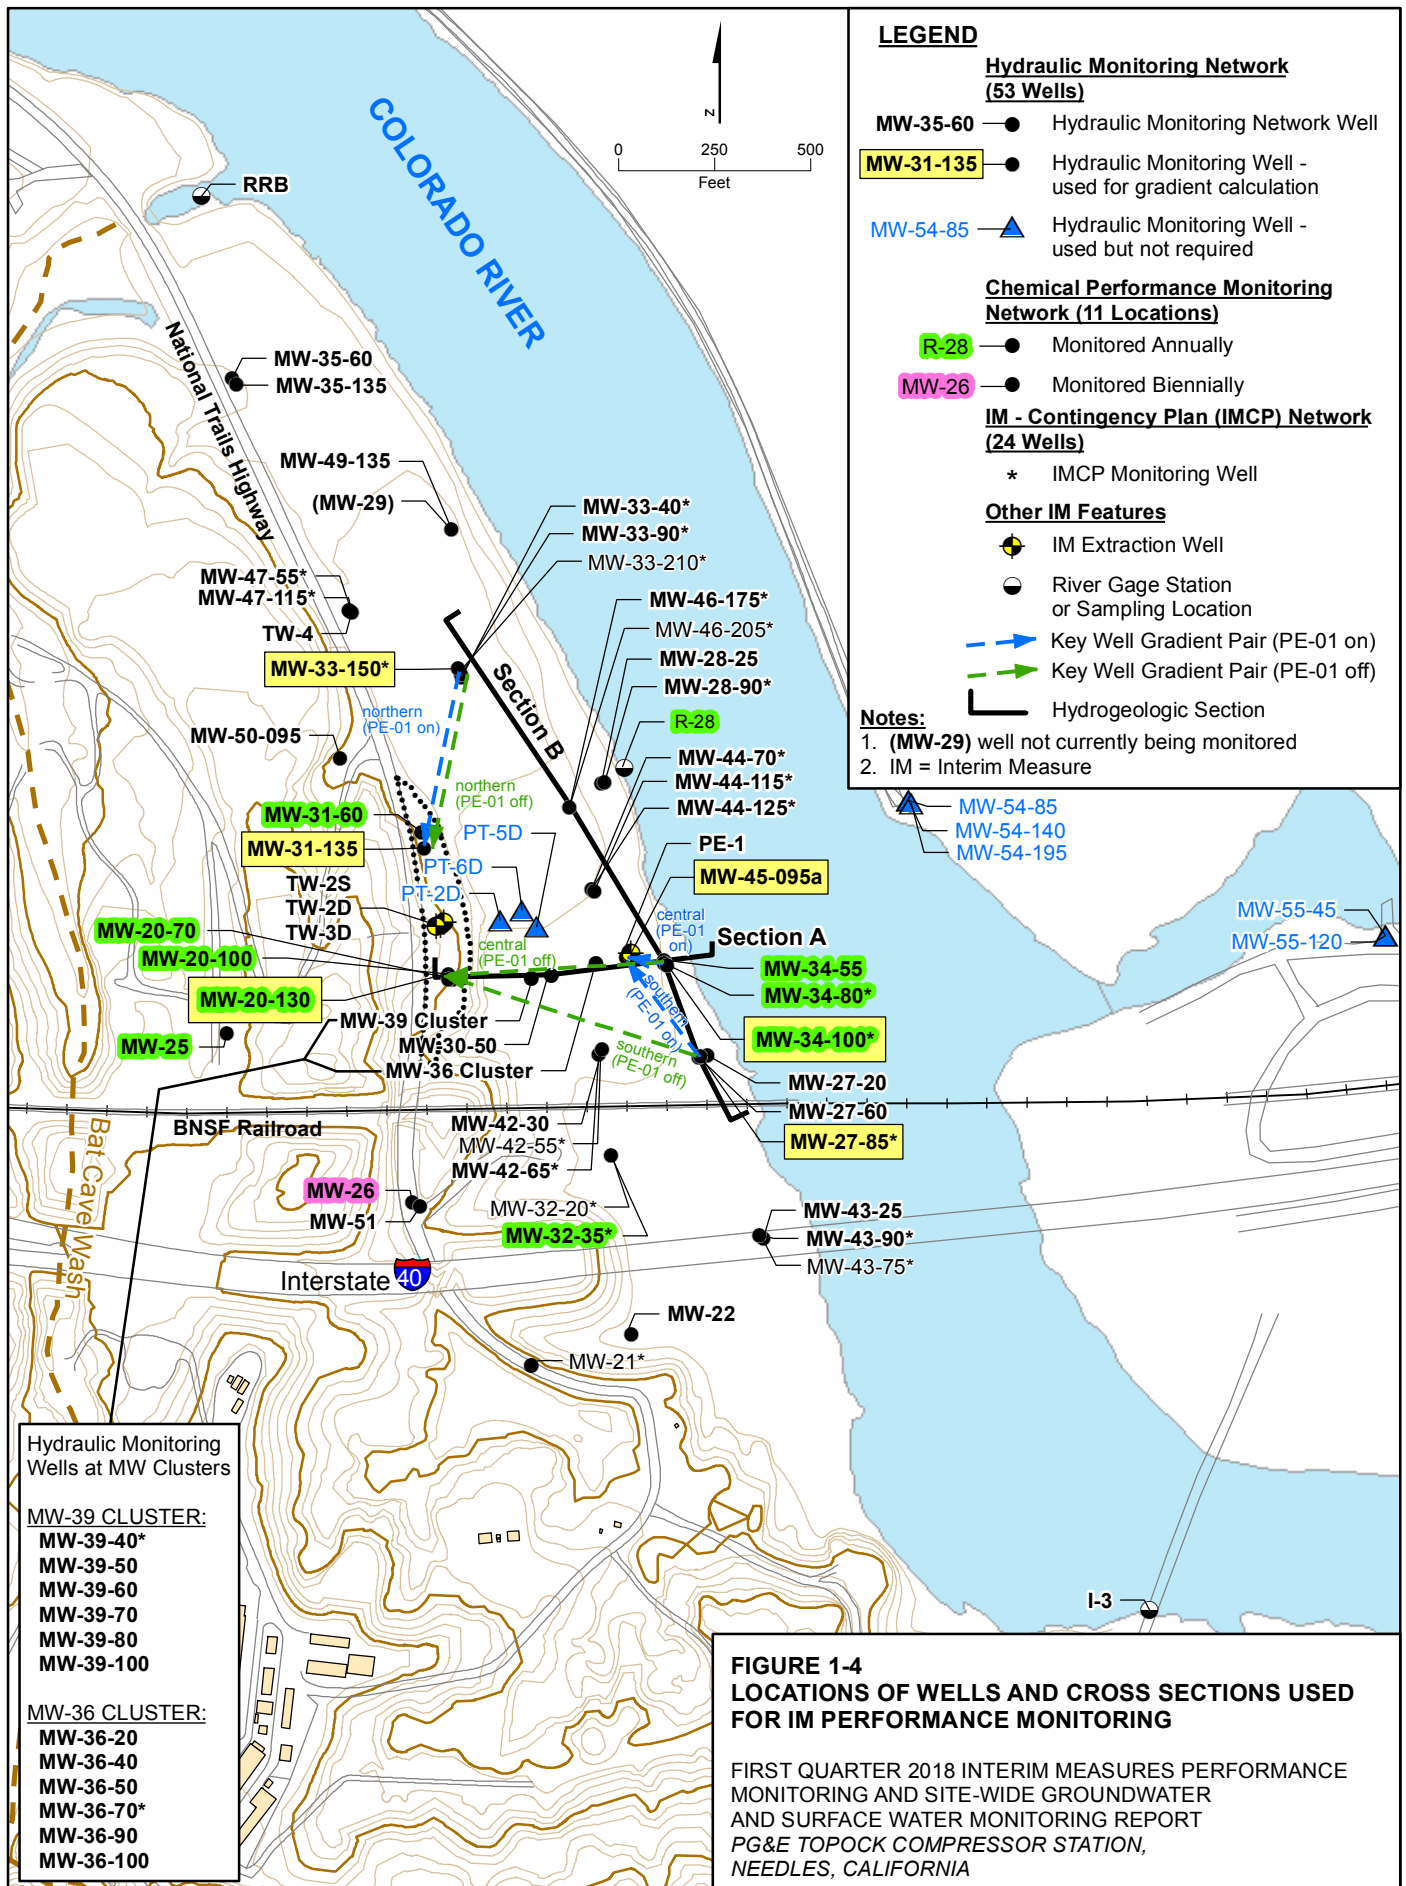 LEGEND
Hydraulic Monitoring Network
(53 Wells)
MW-35-60
Hydraulic Monitoring Network Well
MW-31-135
Hydraulic Monitoring Well -
used for gradient calculation
MW-54-85
Hydraulic Monitoring Well -
used but not required
Chemical Performance Monitoring
Network (11 Locations)
R-28
Monitored Annually
MW-26
Monitored Biennially
IM - Contingency Plan (IMCP) Network
(24 Wells)
*
IMCP Monitoring Well
Other IM Features
IM Extraction Well
River Gage Station
or Sampling Location
Key Well Gradient Pair (PE-01 on)
Key Well Gradient Pair (PE-01 off)
Hydrogeologic Section
Notes:
1. (MW-29) well not currently being monitored
2. IM = Interim Measure
N
0 250 500
Feet
COLORADO RIVER
RRB
National Trails Highway
MW-35-60
MW-35-135
MW-49-135
(MW-29)
MW-33-40*
MW-33-90*
MW-33-210*
MW-47-55*
MW-47-115*
TW-4
MW-46-175*
MW-46-205*
MW-33-150*
MW-28-25
MW-28-90*
Section B
northern
(PE-01 on)
R-28
MW-50-095
MW-44-70*
MW-44-115*
MW-44-125*
northern
(PE-01 off)
MW-31-60
MW-31-135
PT-5D
PT-6D
PT-2D
PE-1
MW-45-095a
MW-54-85
MW-54-140
MW-54-195
TW-2S
TW-2D
TW-3D
MW-20-70
MW-20-100
MW-20-130
central
(PE-01
on)
central
(PE-01 off)
Section A
MW-55-45
MW-55-120
MW-34-55
MW-34-80*
MW-34-100*
southern
(PE-01 on)
MW-39 Cluster
MW-25
MW-30-50
MW-36 Cluster
southern
(PE-01 off)
MW-27-20
MW-27-60
MW-27-85*
BNSF Railroad
MW-42-30
MW-42-55*
MW-42-65*
Bat Cave Wash
MW-26
MW-51
MW-32-20*
MW-32-35*
MW-43-25
MW-43-90*
MW-43-75*
Interstate 40
MW-22
MW-21*
I-3
Hydraulic Monitoring
Wells at MW Clusters
MW-39 CLUSTER:
MW-39-40*
MW-39-50
MW-39-60
MW-39-70
MW-39-80
MW-39-100
MW-36 CLUSTER:
MW-36-20
MW-36-40
MW-36-50
MW-36-70*
MW-36-90
MW-36-100
FIGURE 1-4
LOCATIONS OF WELLS AND CROSS SECTIONS USED
FOR IM PERFORMANCE MONITORING
FIRST QUARTER 2018 INTERIM MEASURES PERFORMANCE
MONITORING AND SITE-WIDE GROUNDWATER
AND SURFACE WATER MONITORING REPORT
PG&E TOPOCK COMPRESSOR STATION,
NEEDLES, CALIFORNIA